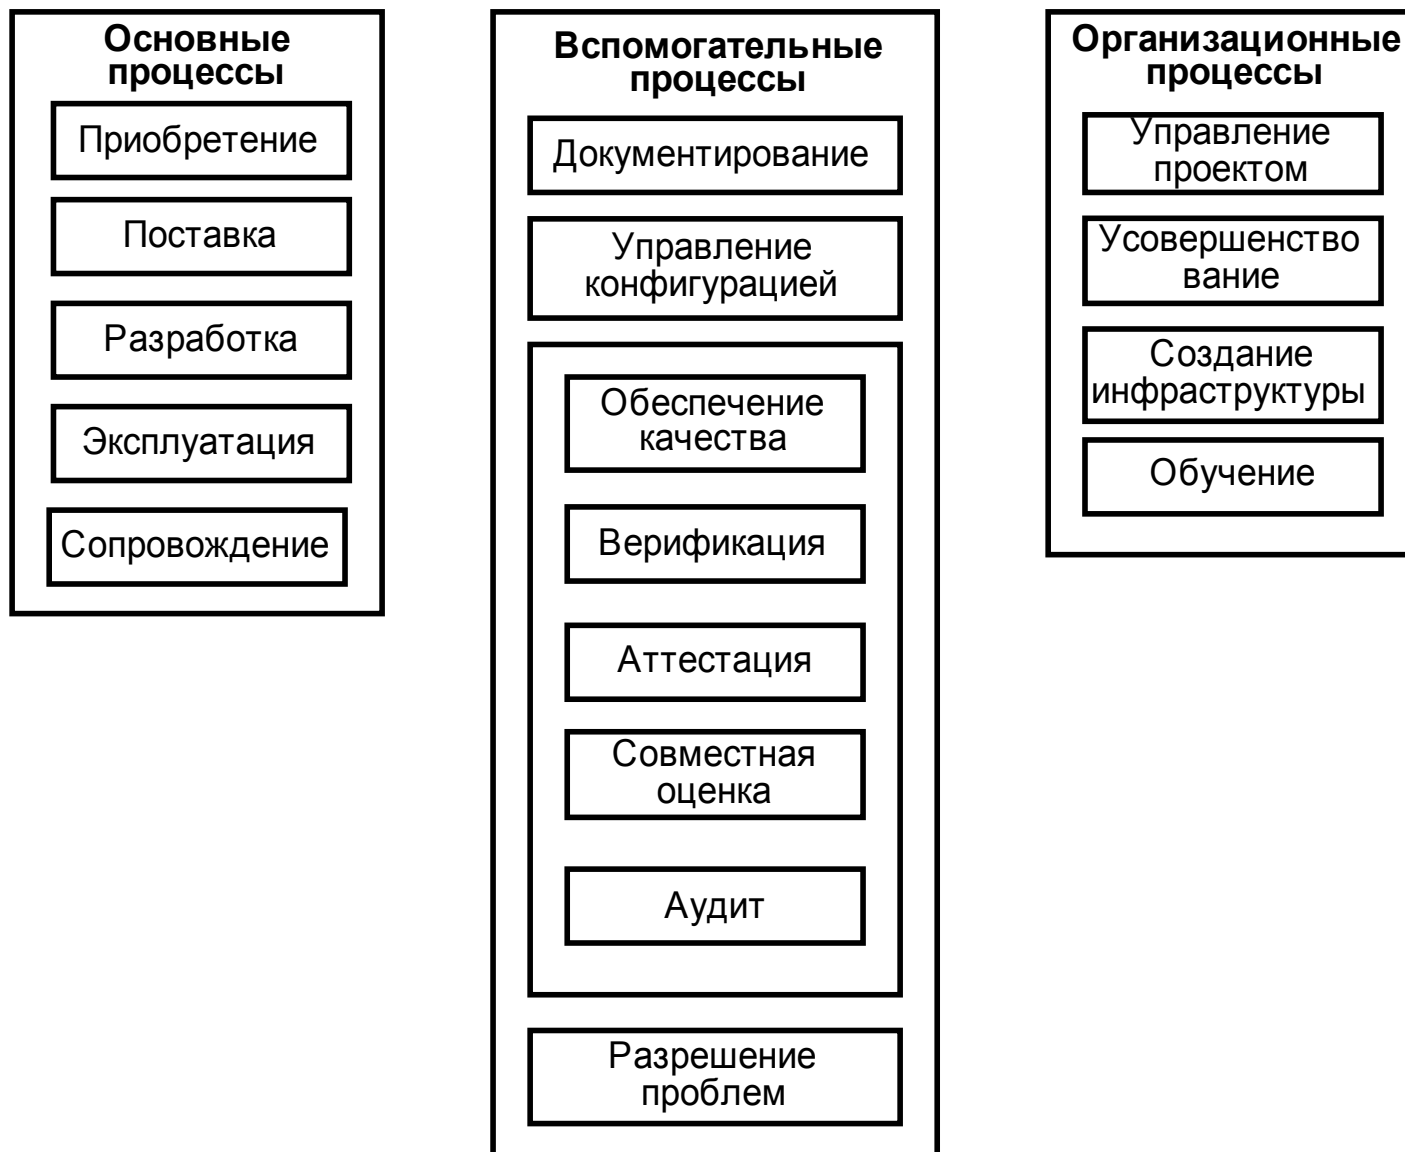 Основные
процессы
Приобретение
Поставка
Разработка
Эксплуатация
Сопровождение
Вспомогательные
процессы
Документирование
Управление
конфигурацией
Обеспечение
качества
Верификация
Аттестация
Совместная
оценка
Аудит
Разрешение
проблем
Организационные
процессы
Управление
проектом
Усовершенство
вание
Создание
инфраструктуры
Обучение